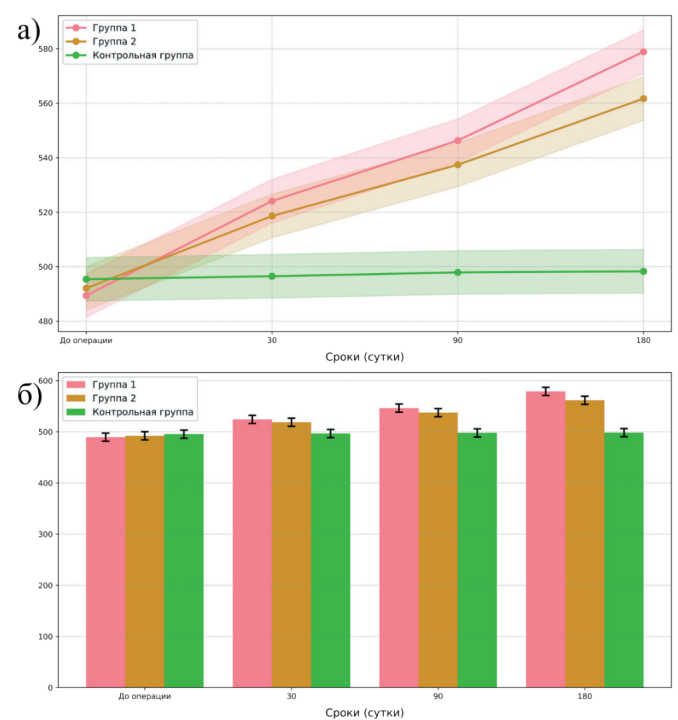 а)
Группа 1
Группа 2
Контрольная группа
580
560
540
520
500
480
До операции
30
90
180
Сроки (сутки)
б)
Группа 1
Группа 2
Контрольная группа
600
500
400
300
200
100
0
До операции
30
90
180
Сроки (сутки)